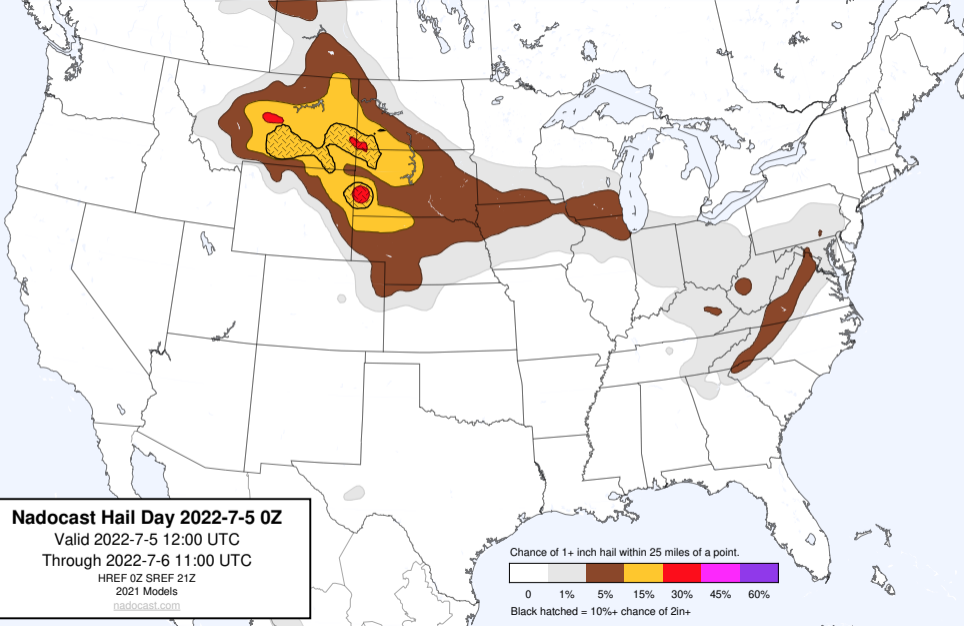 Nadocast Hail Day 2022-7-5 0Z
Valid 2022-7-5 12:00 UTC
Through 2022-7-6 11:00 UTC
HREF 0Z SREF 21Z
2021 Models
nadocast.com
Chance of 1+ inch hail within 25 miles of a point.
0 1% 5% 15% 30% 45% 60%
Black hatched = 10%+ chance of 2in+